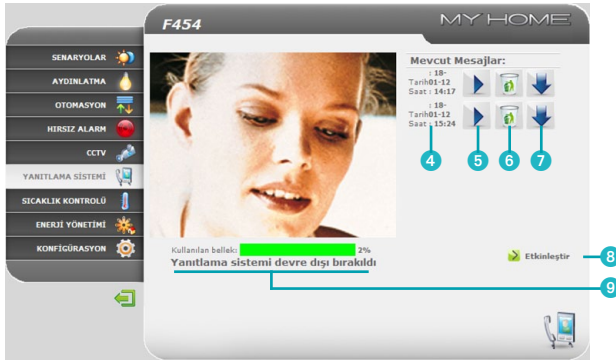 F454
MY HOME
SENARYOLAR
AYDINLATMA
OTOMASYON
HIRSIZ ALARM
CCTV
YANITLAMA SİSTEMİ
SICAKLIK KONTROLÜ
ENERJİ YÖNETİMİ
KONFİGÜRASYON
Mevcut Mesajlar:
: 18-
Tarih01-12
Saat : 14:17
: 18-
Tarih01-12
Saat : 15:24
4
5
6
7
Kullanılan bellek:
2%
Yanıtlama sistemi devre dışı bırakıldı
Etkinleştir
8
9